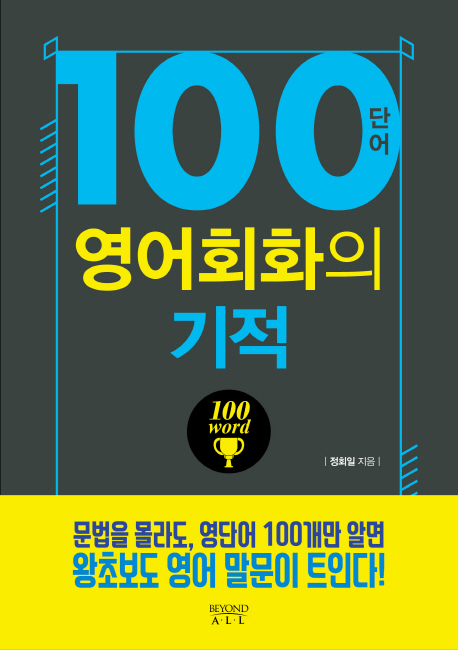 100
단어
영어회화의
기적
100
word
| 정회일 지음 |
문법을 몰라도, 영단어 100개만 알면
왕초보도 영어 말문이 트인다!
BEYOND
A·L·L